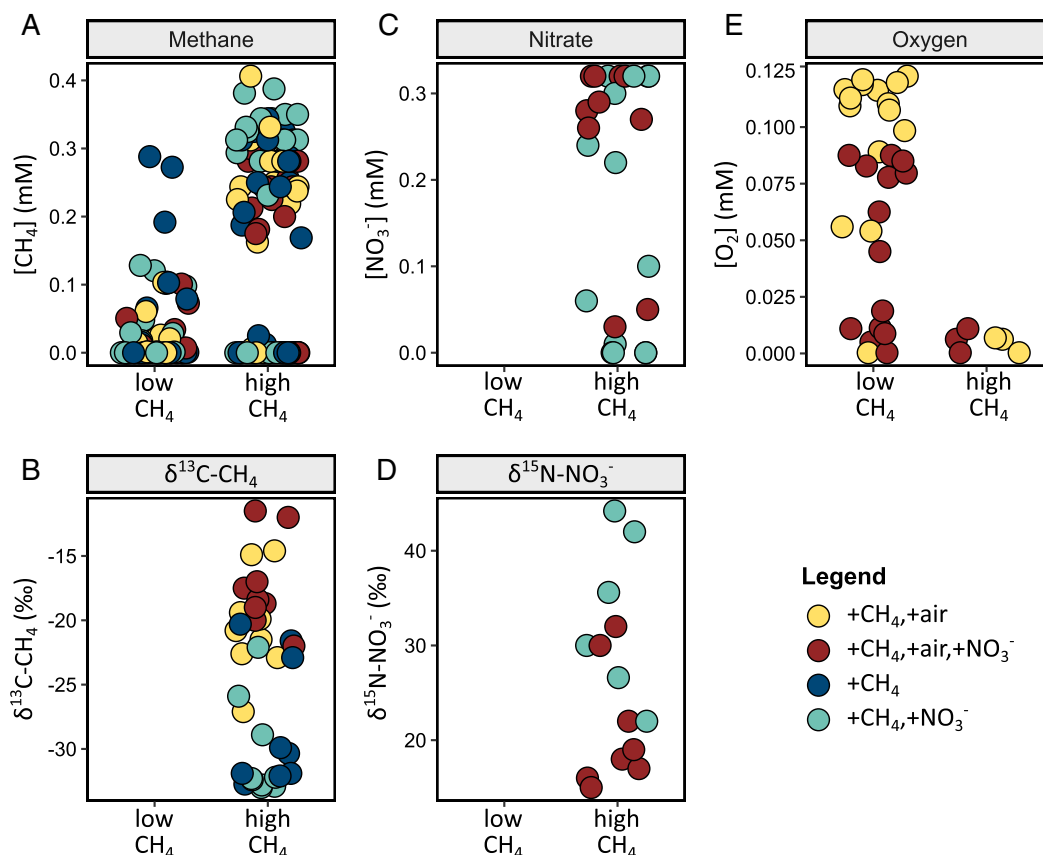 A
Methane
[CH₄] (mM)
0.4
0.3
0.2
0.1
0.0
low
CH₄
high
CH₄
C
Nitrate
[NO₃⁻] (mM)
0.3
0.2
0.1
0.0
low
CH₄
high
CH₄
E
Oxygen
[O₂] (mM)
0.125
0.100
0.075
0.050
0.025
0.000
low
CH₄
high
CH₄
B
δ¹³C-CH₄
δ¹³C-CH₄ (‰)
-15
-20
-25
-30
low
CH₄
high
CH₄
D
δ¹⁵N-NO₃⁻
δ¹⁵N-NO₃⁻ (‰)
40
30
20
low
CH₄
high
CH₄
Legend
+CH₄,+air
+CH₄,+air,+NO₃⁻
+CH₄
+CH₄,+NO₃⁻